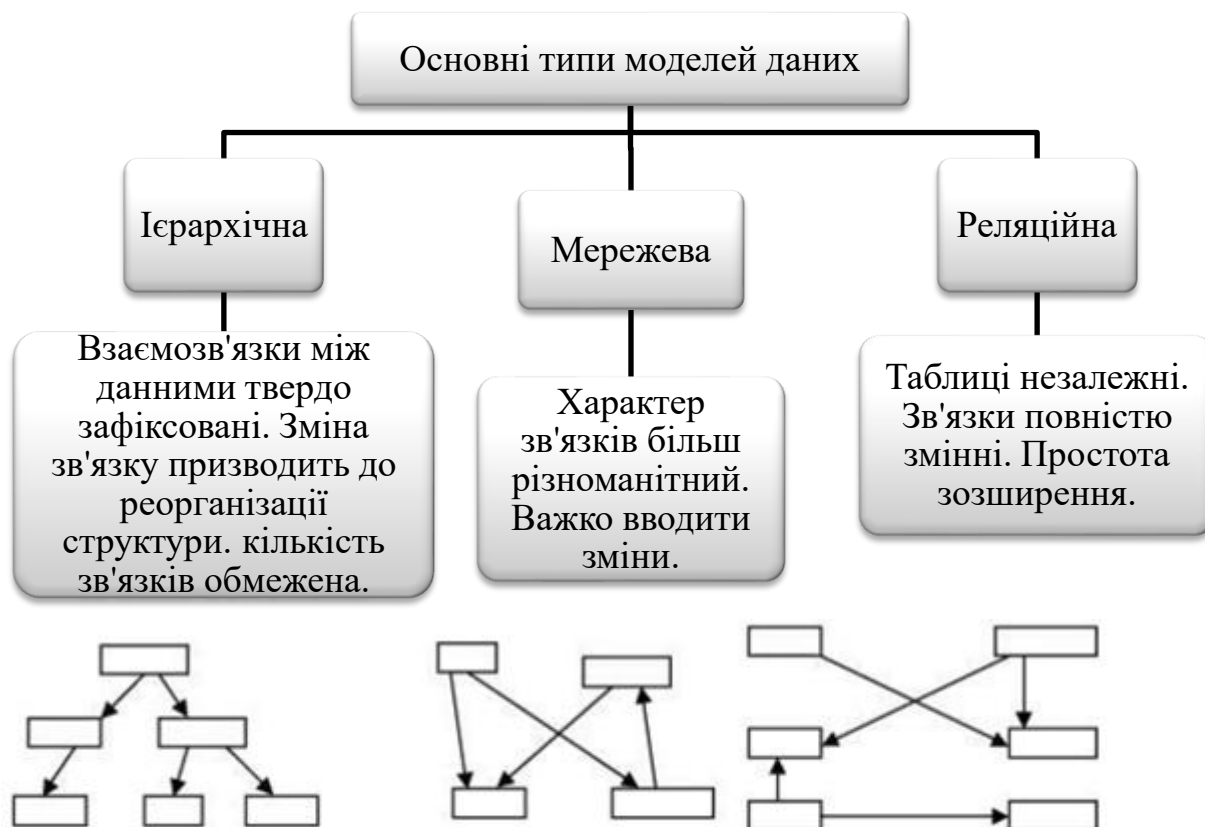 Основні типи моделей даних
Ієрархічна
Мережева
Реляційна
Взаємозв'язки між
данними твердо
зафіксовані. Зміна
зв'язку призводить до
реорганізації
структури. кількість
зв'язків обмежена.
Характер
зв'язків більш
різноманітний.
Важко вводити
зміни.
Таблиці незалежні.
Зв'язки повністю
змінні. Простота
зозширення.